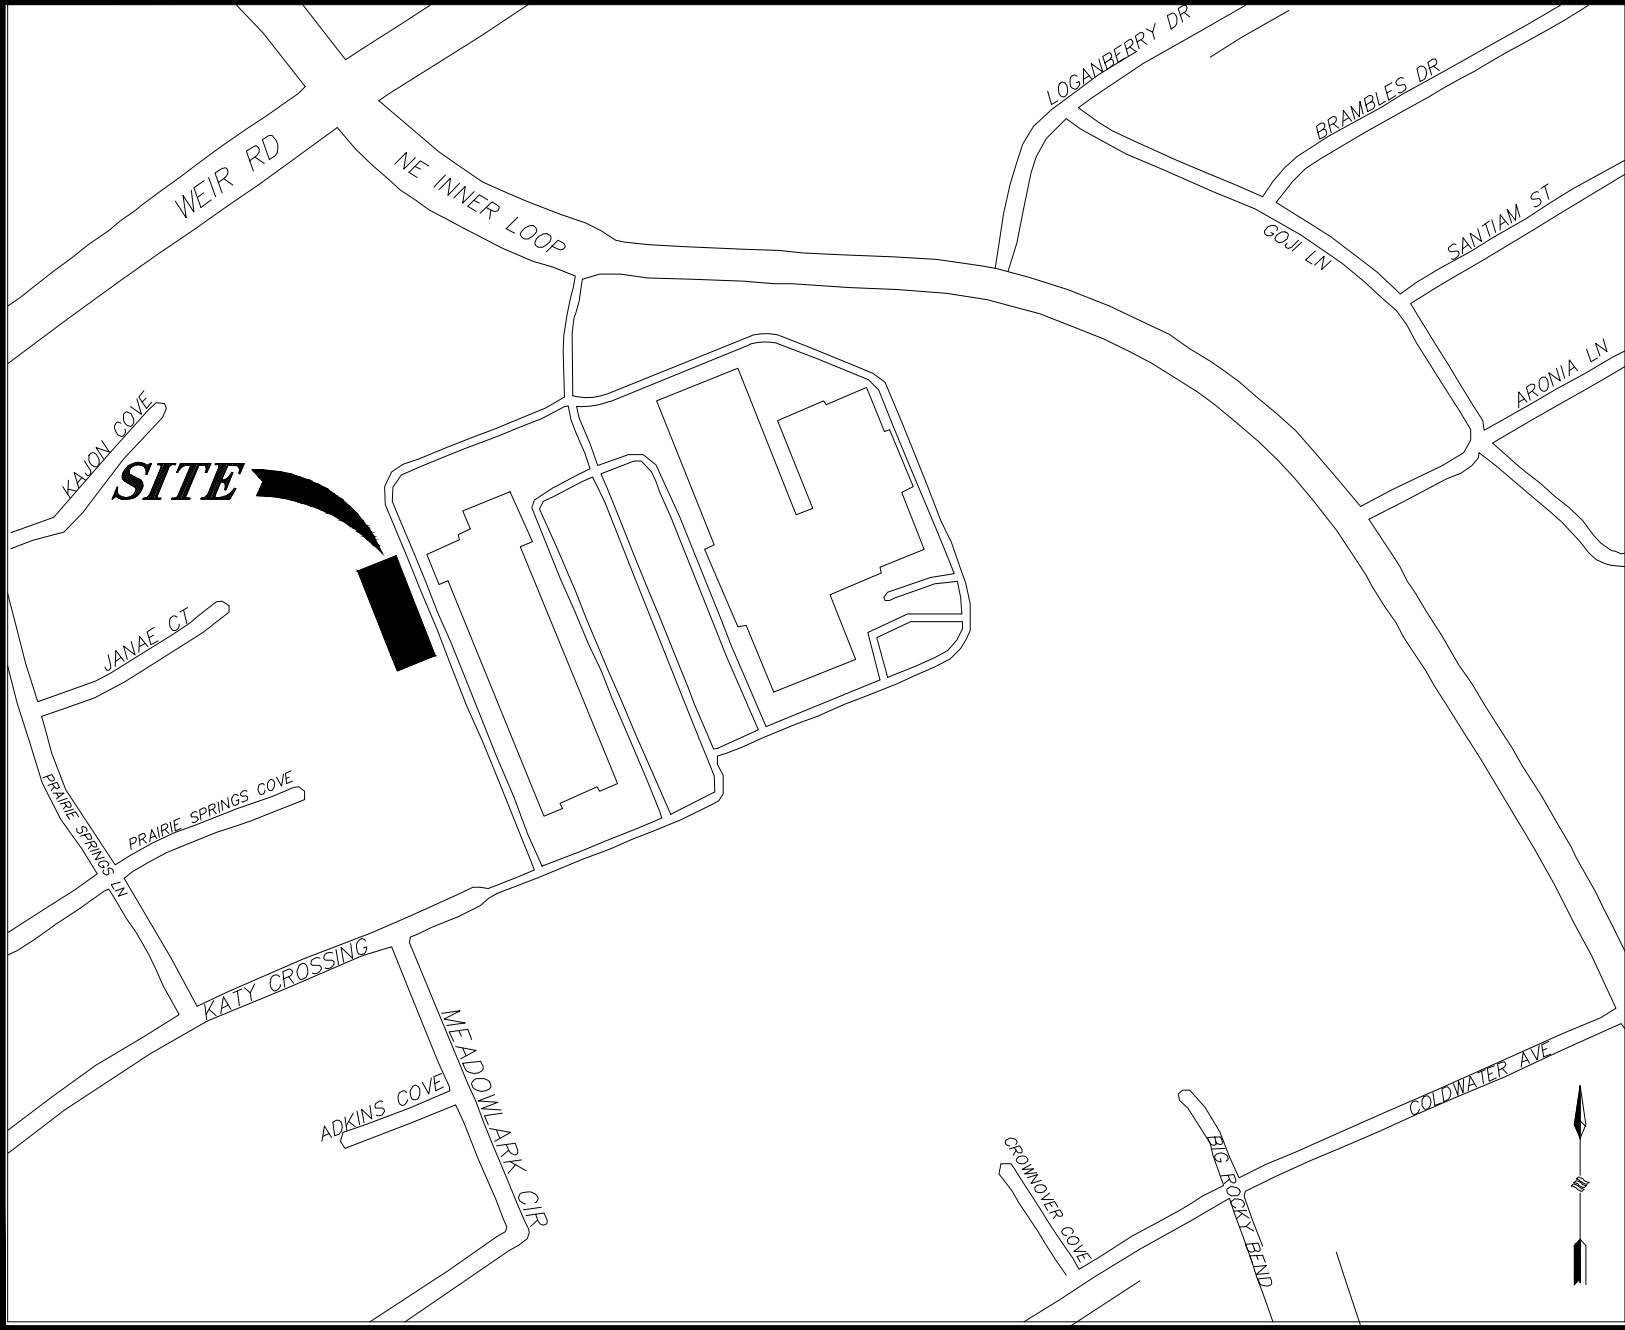 LOGANBERRY DR
BRAMBLES DR
WEIR RD
NE INNER LOOP
SANTIAM ST
GOJI LN
ARONIA LN
KAJON COVE
SITE
JANAE CT
PRAIRIE SPRINGS COVE
PRAIRIE SPRINGS LN
KATY CROSSING
MEADOWLARK CIR
ADKINS COVE
COLDWATER AVE
CROWNOVER COVE
BIG ROCKY BEND